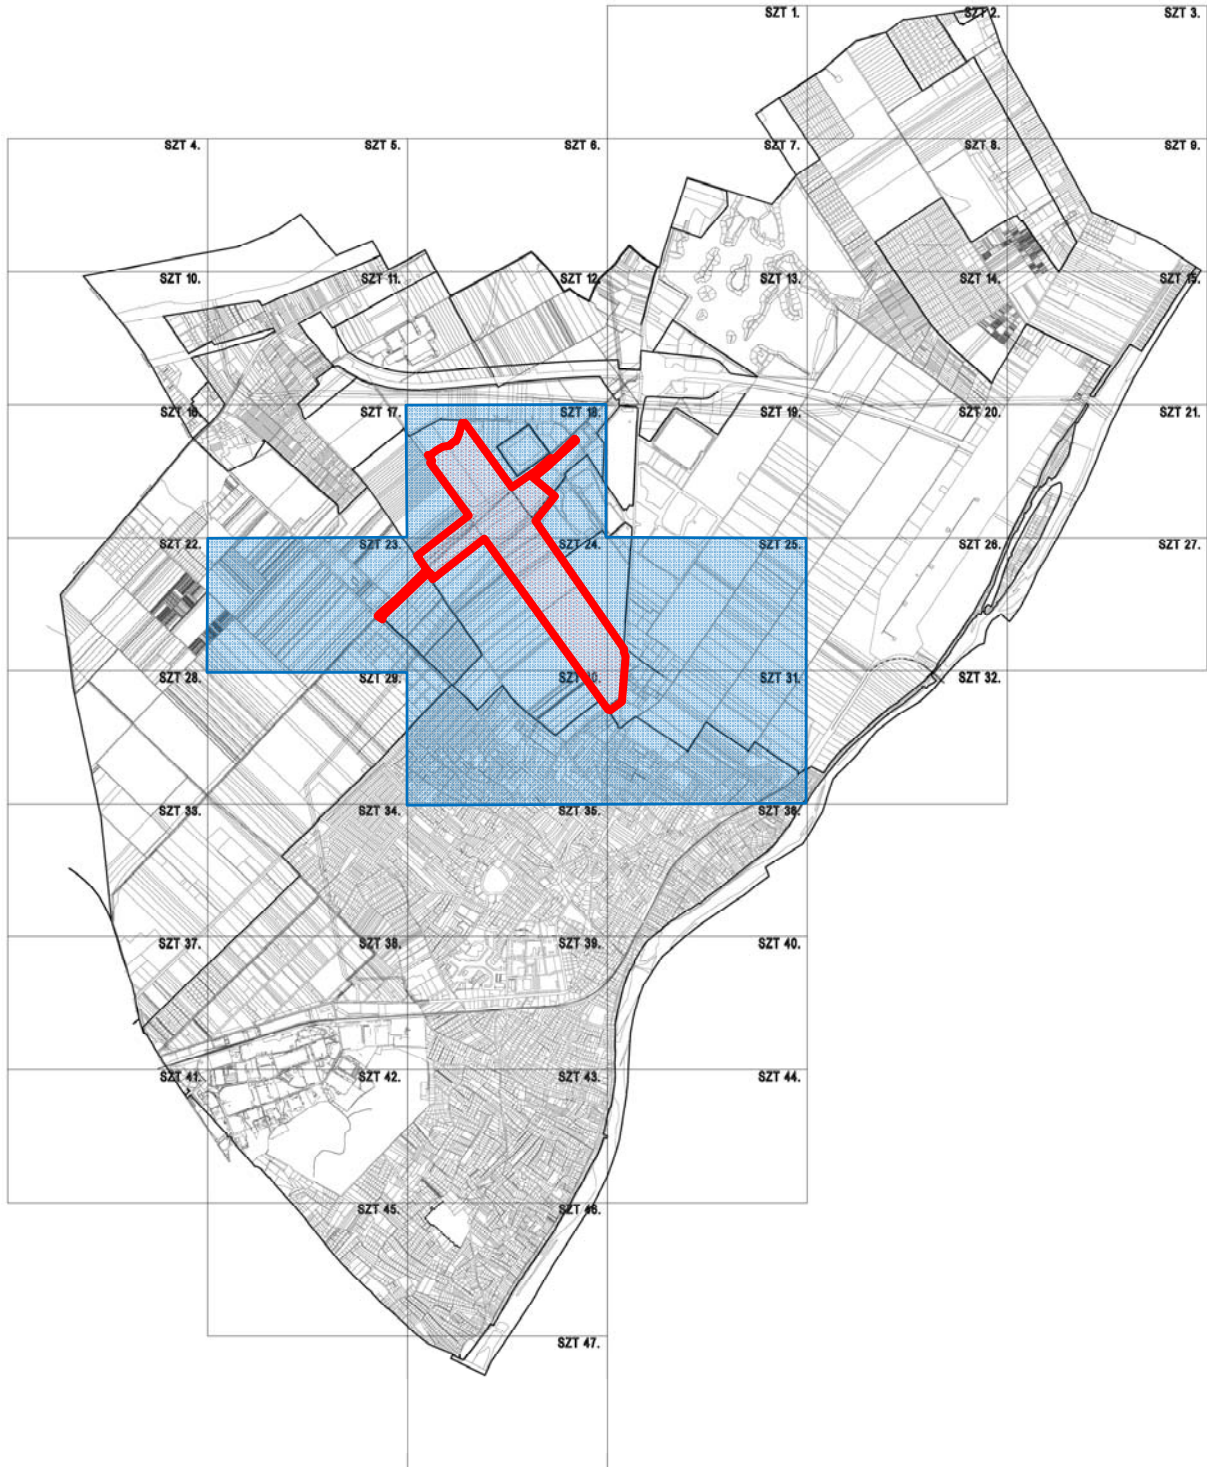 SZT 1. SZT 2. SZT 3.
SZT 4. SZT 5. SZT 6. SZT 7. SZT 8. SZT 9.
SZT 10. SZT 11. SZT 12. SZT 13. SZT 14. SZT 15.
SZT 16. SZT 17. SZT 18. SZT 19. SZT 20. SZT 21.
SZT 22. SZT 23. SZT 24. SZT 25. SZT 26. SZT 27.
SZT 28. SZT 29. SZT 30. SZT 31. SZT 32.
SZT 33. SZT 34. SZT 35. SZT 36.
SZT 37. SZT 38. SZT 39. SZT 40.
SZT 41. SZT 42. SZT 43. SZT 44.
SZT 45. SZT 46.
SZT 47.